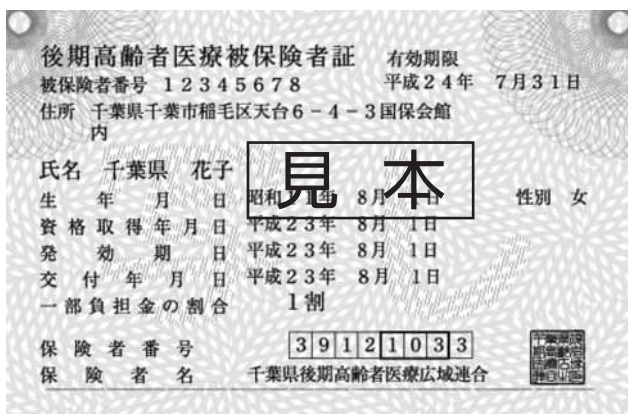 後期高齢者医療被保険者証 有効期限
被保険者番号 12345678 平成24年 7月31日
住所 千葉県千葉市稲毛区天台6-4-3国保会館
内
氏名 千葉県 花子
見本
生年月日 昭和11年 8月 1日 性別 女
資格取得年月日 平成23年 8月 1日
発効期日 平成23年 8月 1日
交付年月日 平成23年 8月 1日
一部負担金の割合 1割
保険者番号 39121033
保険者名 千葉県後期高齢者医療広域連合